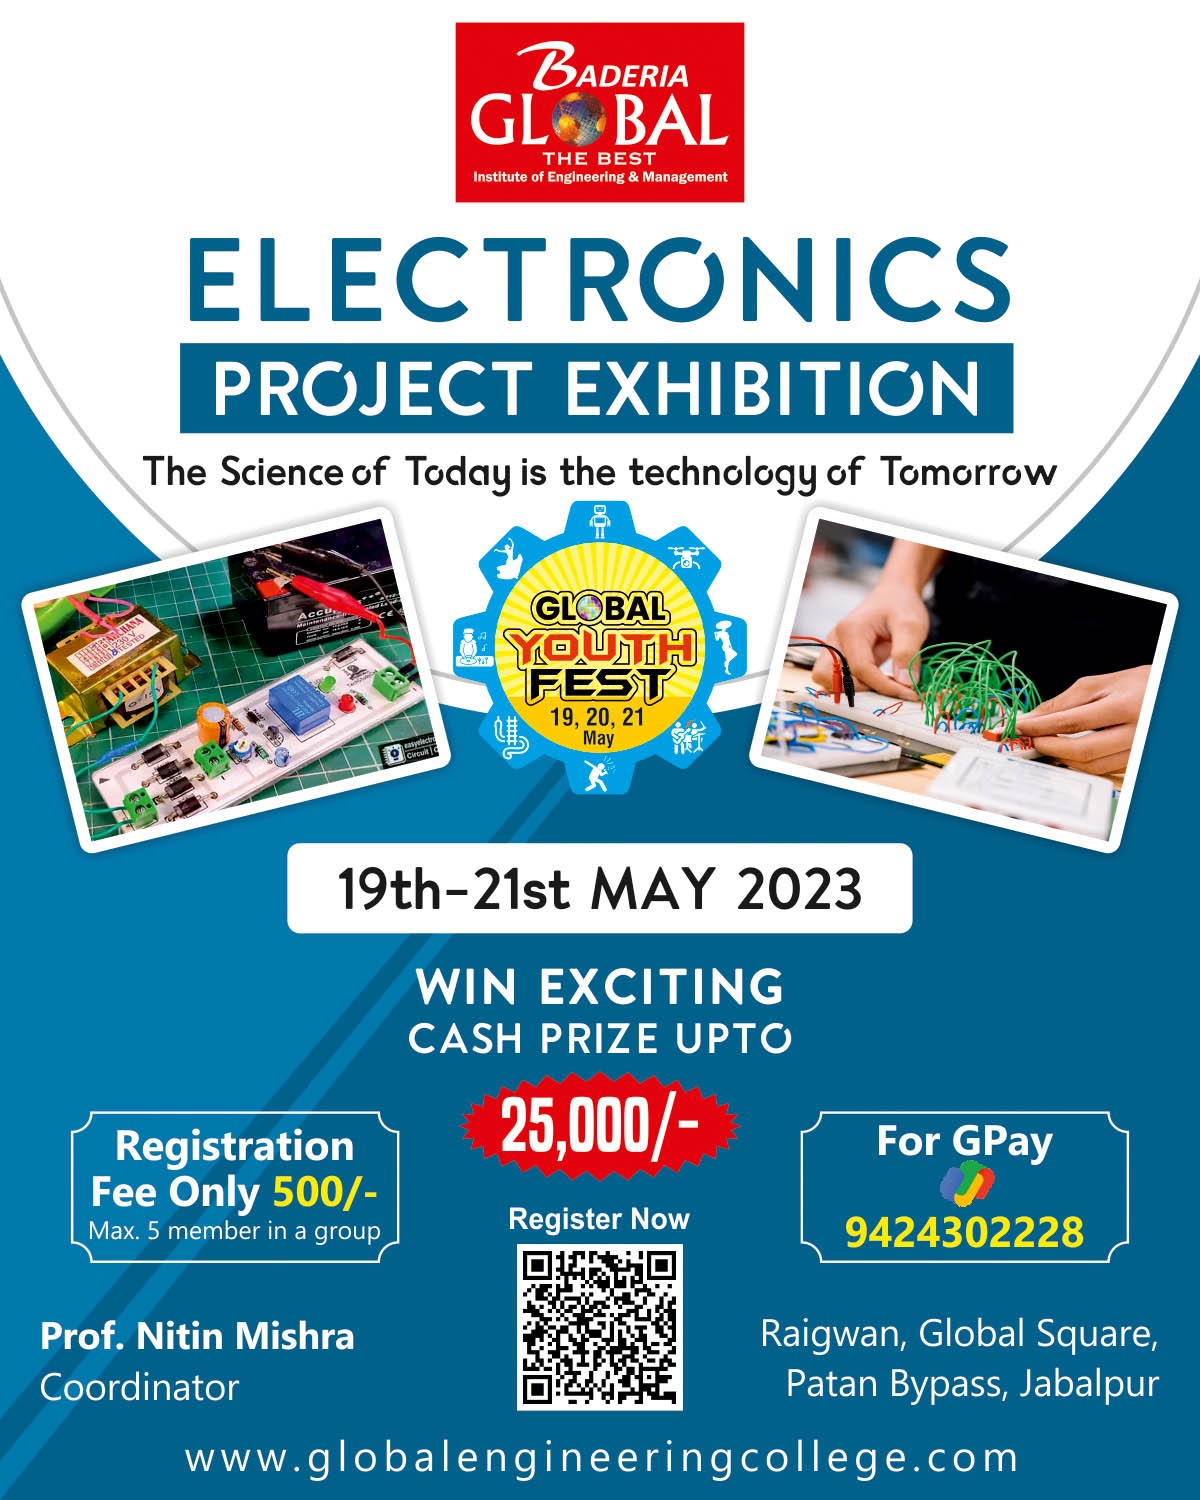 BADERIA
GLOBAL
THE BEST
Institute of Engineering & Management
ELECTRONICS
PROJECT EXHIBITION
The Science of Today is the technology of Tomorrow
GLOBAL
YOUTH
FEST
19, 20, 21
May
19th-21st MAY 2023
WIN EXCITING
CASH PRIZE UPTO
25,000/-
Registration
Fee Only 500/-
Max. 5 member in a group
For GPay
9424302228
Register Now
Prof. Nitin Mishra
Coordinator
Raigwan, Global Square,
Patan Bypass, Jabalpur
www.globalengineeringcollege.com